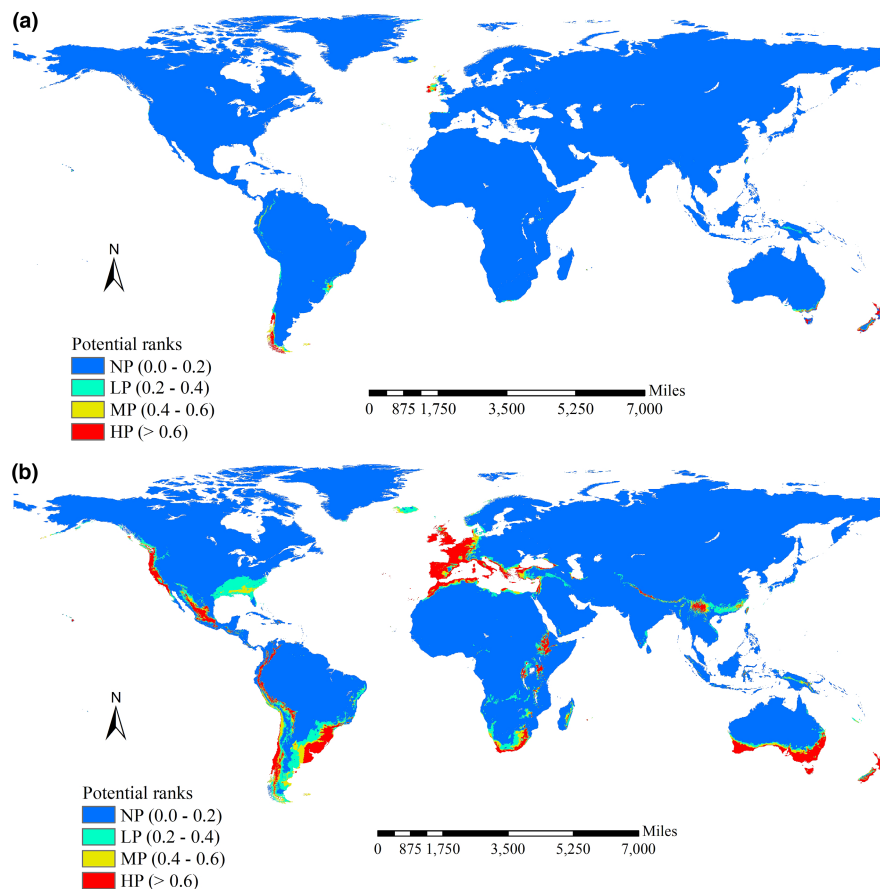 (a)
N
Potential ranks
NP (0.0 - 0.2)
LP (0.2 - 0.4)
MP (0.4 - 0.6)
HP (> 0.6)
Miles
0 875 1,750 3,500 5,250 7,000
(b)
N
Potential ranks
NP (0.0 - 0.2)
LP (0.2 - 0.4)
MP (0.4 - 0.6)
HP (> 0.6)
Miles
0 875 1,750 3,500 5,250 7,000